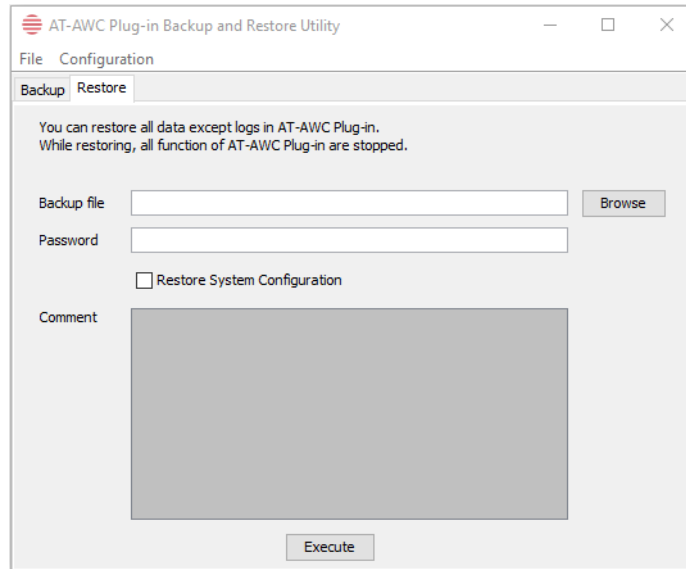 AT-AWC Plug-in Backup and Restore Utility
File Configuration
Backup Restore
You can restore all data except logs in AT-AWC Plug-in.
While restoring, all function of AT-AWC Plug-in are stopped.
Backup file Browse
Password
Restore System Configuration
Comment
Execute